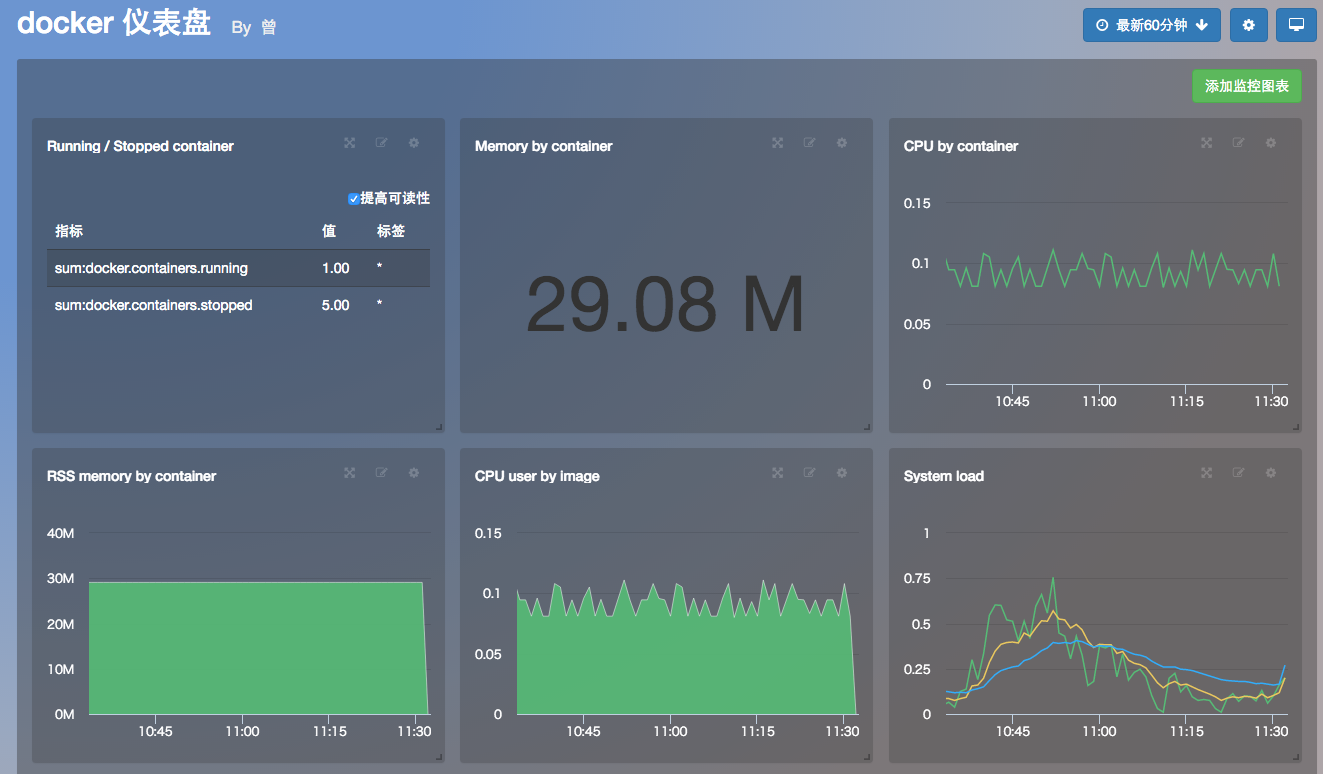 docker 仪表盘 By 曾
最新60分钟
添加监控图表
Running / Stopped container
提高可读性
指标 值 标签
sum:docker.containers.running 1.00 *
sum:docker.containers.stopped 5.00 *
Memory by container
29.08 M
CPU by container
0.15
0.1
0.05
0
10:45 11:00 11:15 11:30
RSS memory by container
40M
30M
20M
10M
0M
10:45 11:00 11:15 11:30
CPU user by image
0.15
0.1
0.05
0
10:45 11:00 11:15 11:30
System load
1
0.75
0.5
0.25
0
10:45 11:00 11:15 11:30